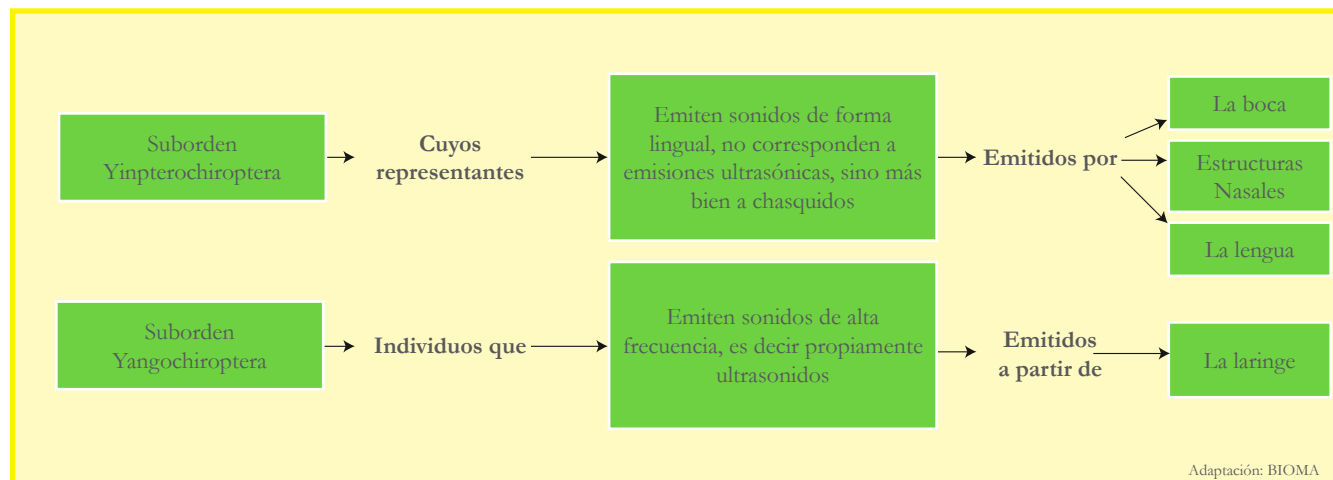 Suborden
Yinpterochiroptera
Cuyos
representantes
Emiten sonidos de forma
lingual, no corresponden a
emisiones ultrasónicas, sino más
bien a chasquidos
Emitidos por
La boca
Estructuras
Nasales
La lengua
Suborden
Yangochiroptera
Individuos que
Emiten sonidos de alta
frecuencia, es decir propiamente
ultrasonidos
Emitidos
a partir de
La laringe
Adaptación: BIOMA